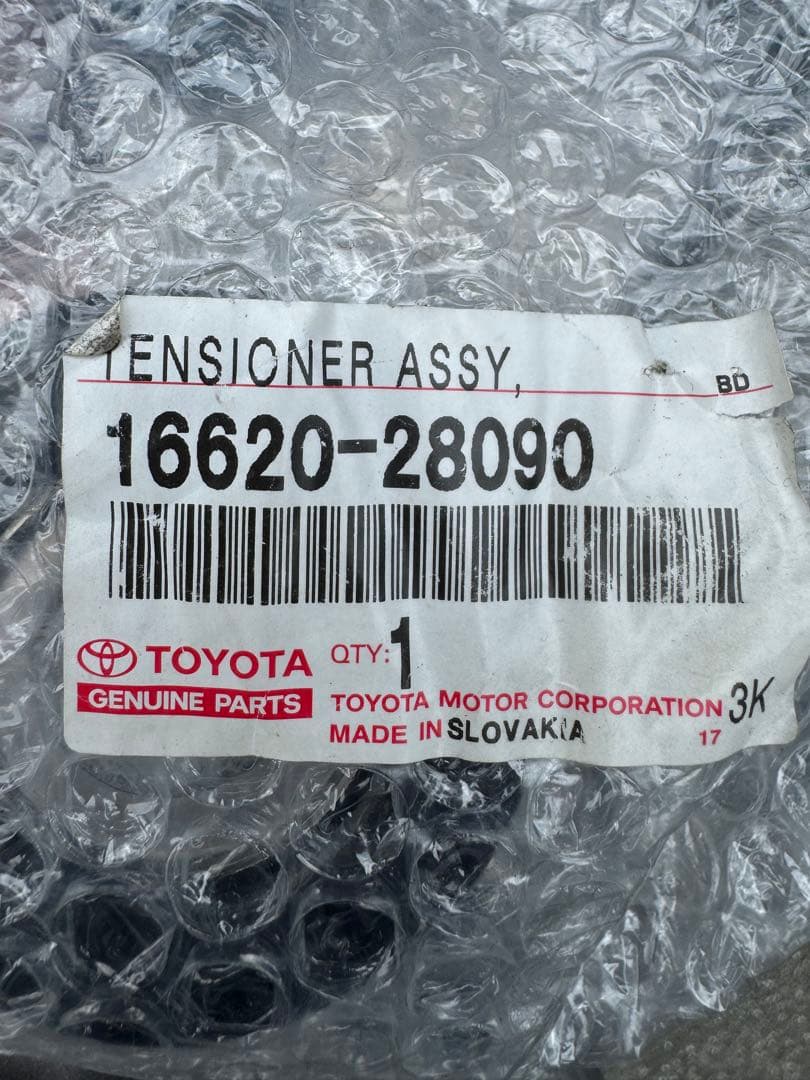 TENSIONER ASSY,
BD
16620-28090
TOYOTA
GENUINE PARTS
QTY: 1
TOYOTA MOTOR CORPORATION 3K
MADE IN SLOVAKIA 17